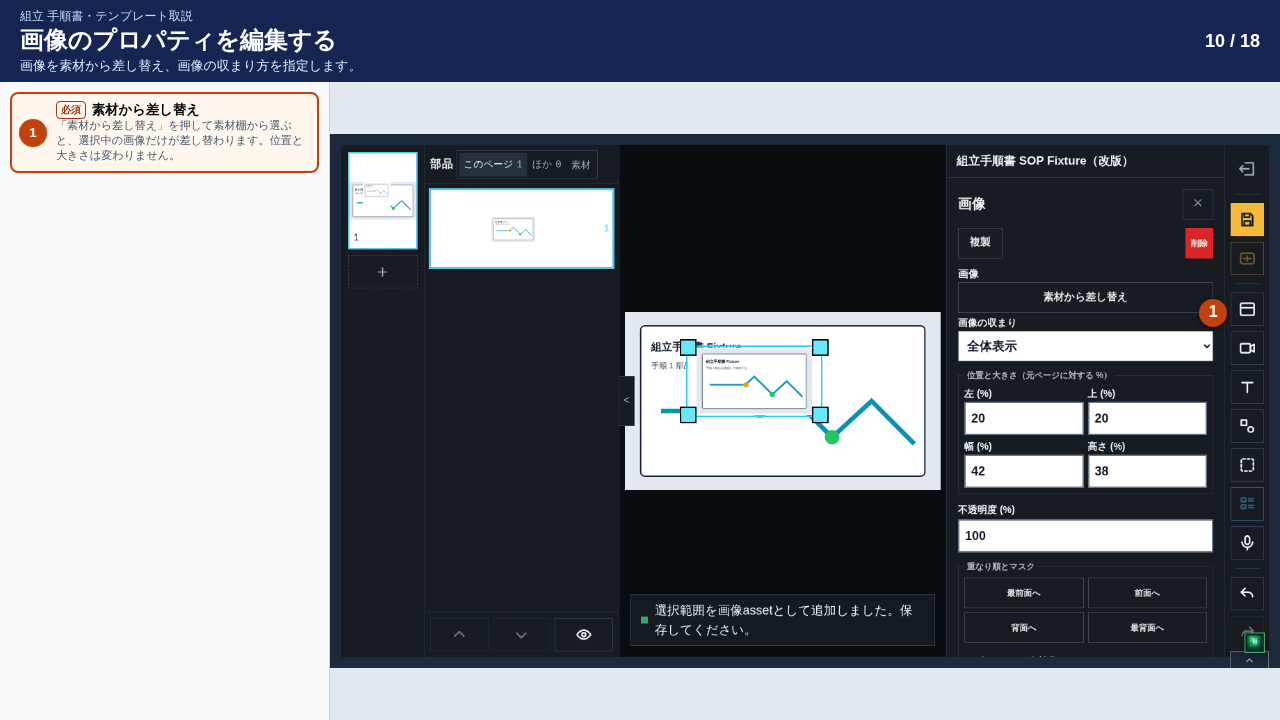 組立 手順書・テンプレート取説
画像のプロパティを編集する
画像を素材から差し替え、画像の収まり方を指定します。
10 / 18
1
必須 素材から差し替え
「素材から差し替え」を押して素材棚から選ぶ
と、選択中の画像だけが差し替わります。位置と
大きさは変わりません。
1
部品 このページ 1 ほか 0 素材
1
組立手順書 Fixture
手順 1
組立手順書 Fixture
<
選択範囲を画像assetとして追加しました。保
存してください。
組立手順書 SOP Fixture（改版）
画像
×
複製
削除
画像
素材から差し替え
1
画像の収まり
全体表示
位置と大きさ（元ページに対する %）
左 (%) 上 (%)
20 20
幅 (%) 高さ (%)
42 38
不透明度 (%)
100
重なり順とマスク
最前面へ 前面へ
背面へ 最背面へ